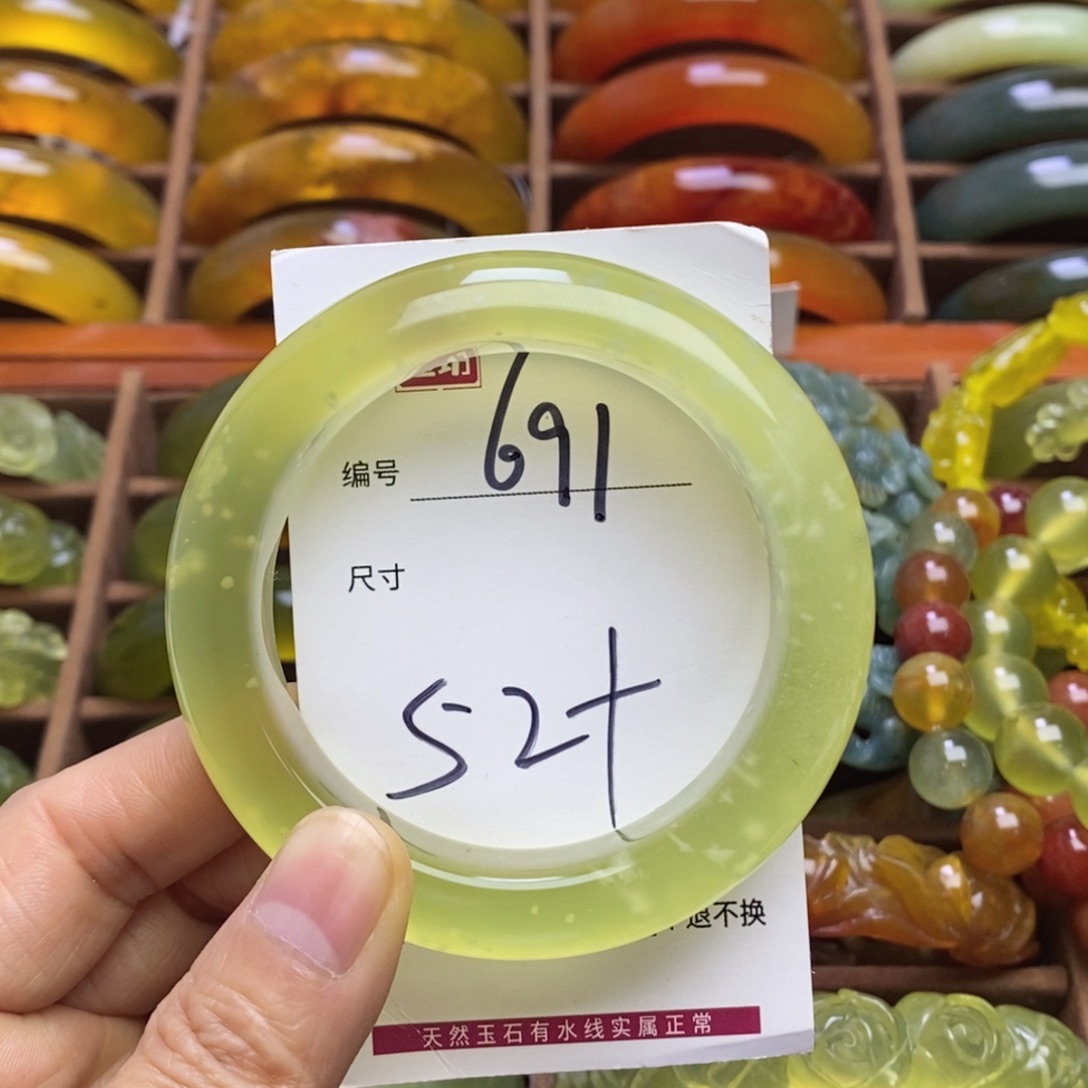 编号 691
尺寸
52+
退不换
天然玉石有水线实属正常